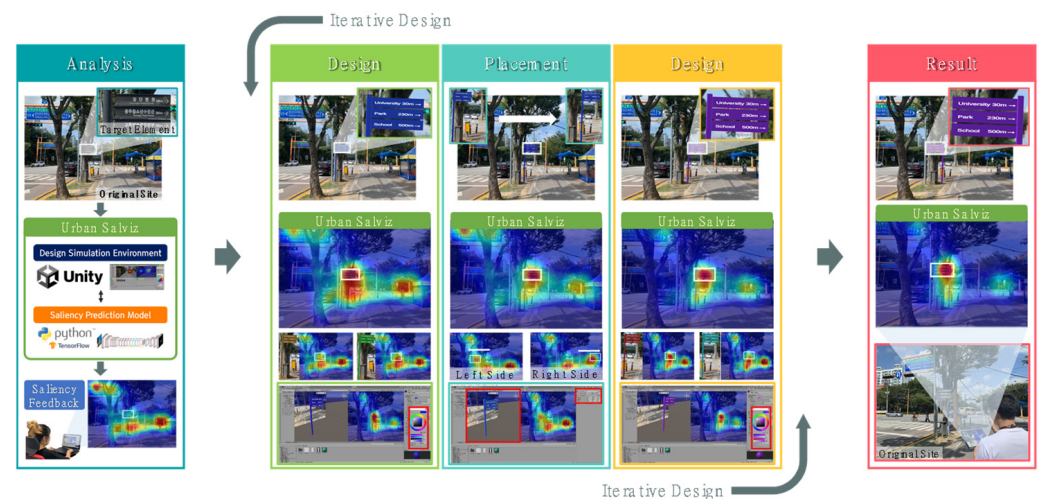 Iterative Design
Analysis
Target Element
Original Site
Urban Salviz
Design Simulation Environment
Unity
Saliency Prediction Model
python™
TensorFlow
Saliency
Feedback
Design
University 30m →
Park 230m →
School 500m →
Urban Salviz
Placement
Urban Salviz
Left Side
Right Side
Design
University 30m →
Park 230m →
School 500m →
Urban Salviz
Result
University 30m →
Park 230m →
School 500m →
Urban Salviz
Original Site
Iterative Design